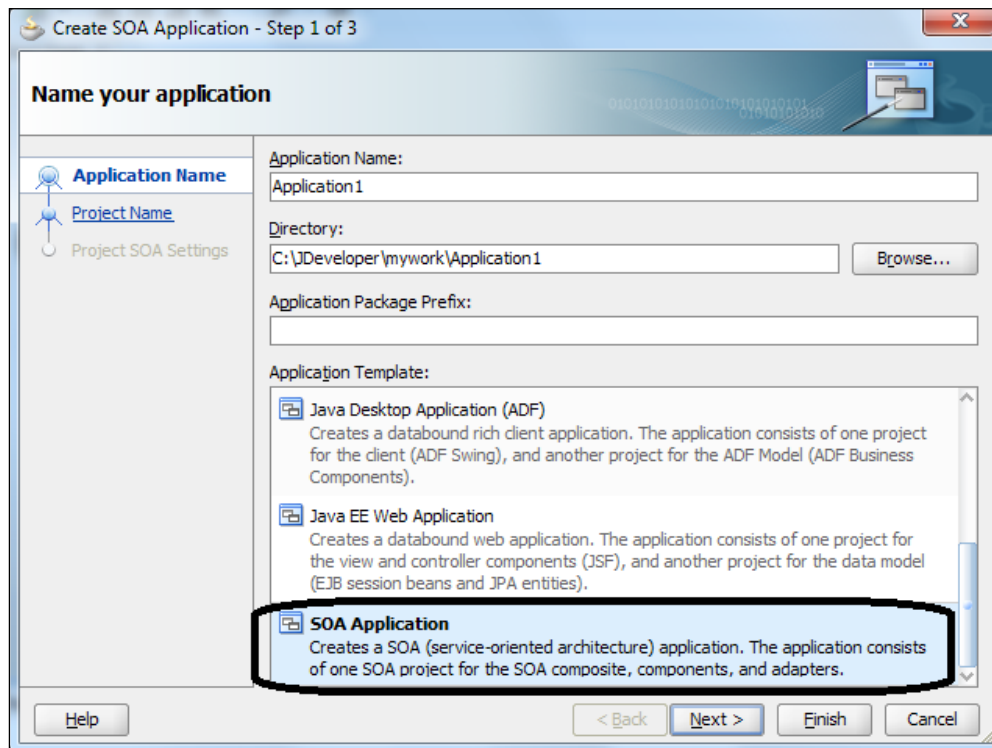 Create SOA Application - Step 1 of 3
x
Name your application
Application Name
Project Name
Project SOA Settings
Application Name:
Application1
Directory:
C:\JDeveloper\mywork\Application1
Browse...
Application Package Prefix:
Application Template:
Java Desktop Application (ADF)
Creates a databound rich client application. The application consists of one project
for the client (ADF Swing), and another project for the ADF Model (ADF Business
Components).
Java EE Web Application
Creates a databound web application. The application consists of one project for
the view and controller components (JSF), and another project for the data model
(EJB session beans and JPA entities).
SOA Application
Creates a SOA (service-oriented architecture) application. The application consists
of one SOA project for the SOA composite, components, and adapters.
Help
< Back
Next >
Finish
Cancel